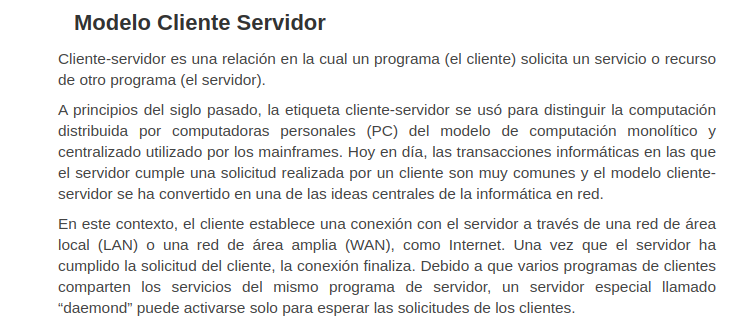 Modelo Cliente Servidor
Cliente-servidor es una relación en la cual un programa (el cliente) solicita un servicio o recurso
de otro programa (el servidor).
A principios del siglo pasado, la etiqueta cliente-servidor se usó para distinguir la computación
distribuida por computadoras personales (PC) del modelo de computación monolítico y
centralizado utilizado por los mainframes. Hoy en día, las transacciones informáticas en las que
el servidor cumple una solicitud realizada por un cliente son muy comunes y el modelo cliente-
servidor se ha convertido en una de las ideas centrales de la informática en red.
En este contexto, el cliente establece una conexión con el servidor a través de una red de área
local (LAN) o una red de área amplia (WAN), como Internet. Una vez que el servidor ha
cumplido la solicitud del cliente, la conexión finaliza. Debido a que varios programas de clientes
comparten los servicios del mismo programa de servidor, un servidor especial llamado
“daemond” puede activarse solo para esperar las solicitudes de los clientes.